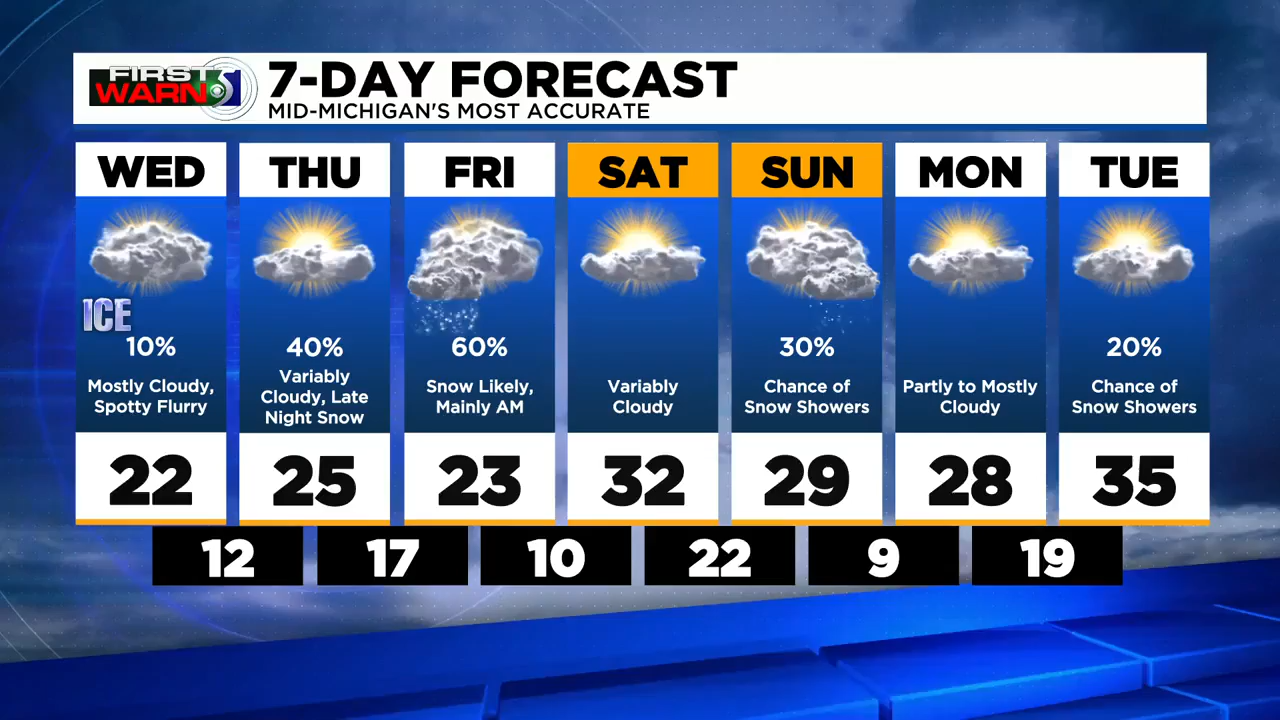 FIRST
WARN 5
7-DAY FORECAST
MID-MICHIGAN'S MOST ACCURATE
WED
ICE
10%
Mostly Cloudy,
Spotty Flurry
22
THU
40%
Variably
Cloudy, Late
Night Snow
25
FRI
60%
Snow Likely,
Mainly AM
23
SAT
Variably
Cloudy
32
SUN
30%
Chance of
Snow Showers
29
MON
Partly to Mostly
Cloudy
28
TUE
20%
Chance of
Snow Showers
35
12
17
10
22
9
19